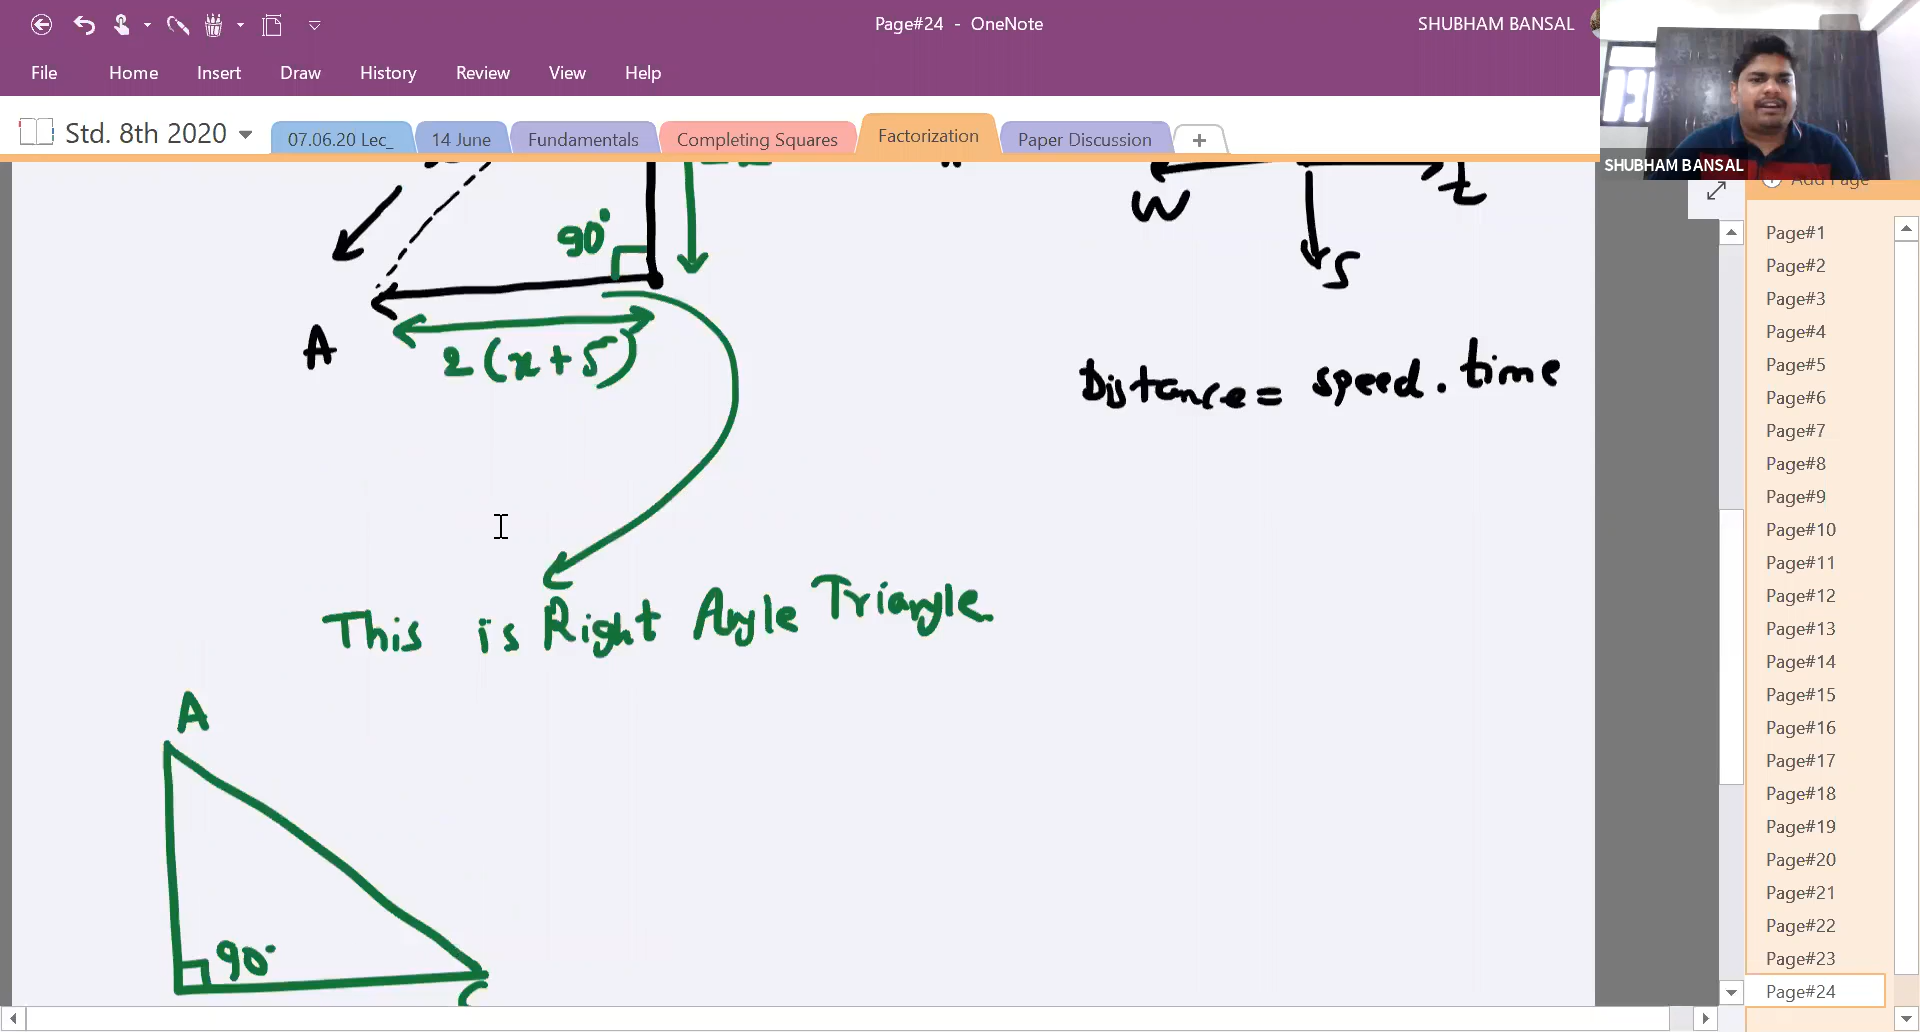 Page#24 - OneNote
SHUBHAM BANSAL
File Home Insert Draw History Review View Help
Std. 8th 2020
07.06.20 Lec_
14 June
Fundamentals
Completing Squares
Factorization
Paper Discussion
SHUBHAM BANSAL
Add Page
W
S
90°
A
2(x+5)
Distance = speed . time
This is Right Angle Triangle
A
90°
C
Page#1
Page#2
Page#3
Page#4
Page#5
Page#6
Page#7
Page#8
Page#9
Page#10
Page#11
Page#12
Page#13
Page#14
Page#15
Page#16
Page#17
Page#18
Page#19
Page#20
Page#21
Page#22
Page#23
Page#24